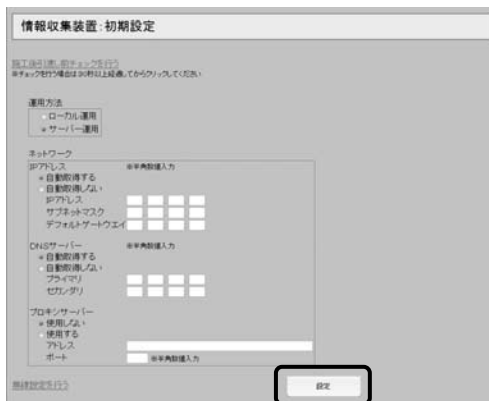 情報収集装置:初期設定
施工後引渡し前チェックを行う
※チェックを行う場合は30秒以上経過してからクリックしてください
運用方法
ローカル運用
サーバー運用
ネットワーク
IPアドレス ※半角数値入力
自動取得する
自動取得しない
IPアドレス
サブネットマスク
デフォルトゲートウエイ
DNSサーバー ※半角数値入力
自動取得する
自動取得しない
プライマリ
セカンダリ
プロキシサーバー
使用しない
使用する
アドレス
ポート ※半角数値入力
無線設定を行う
設定